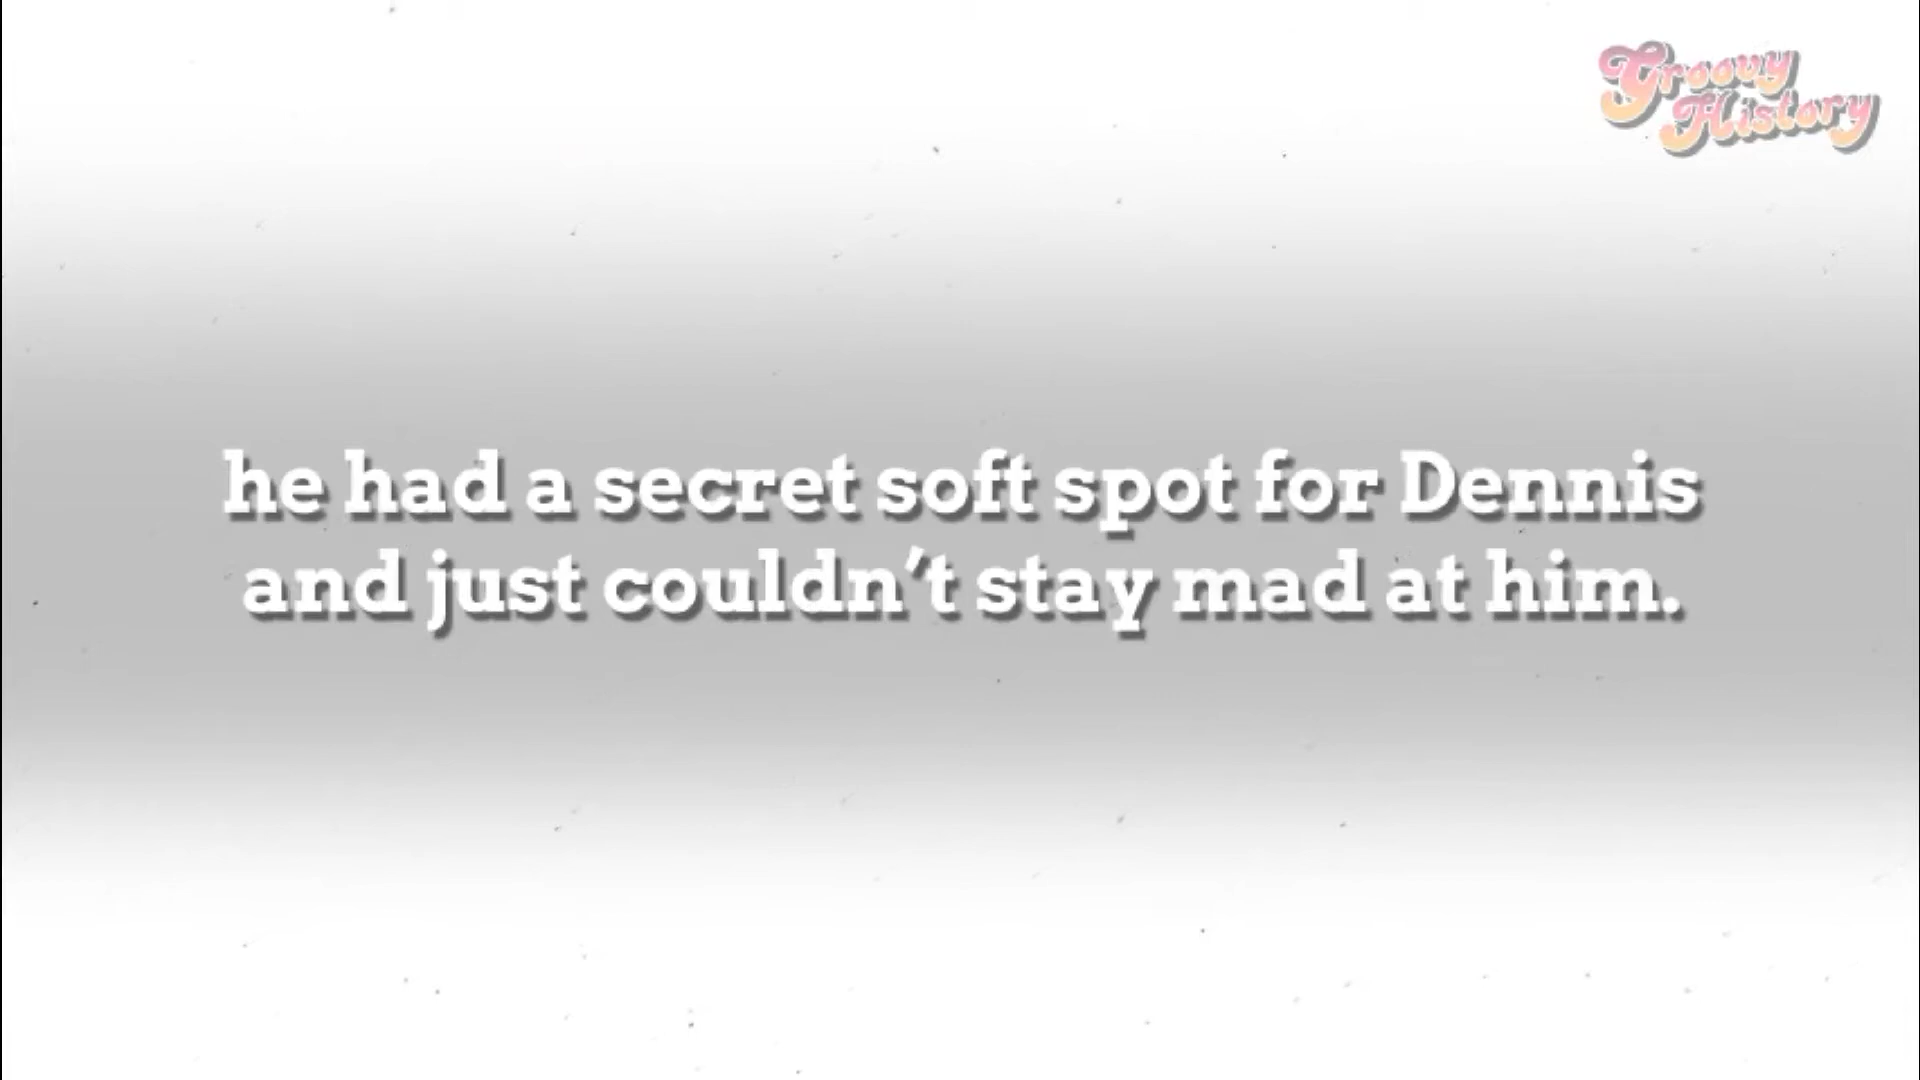 Groovy
History
he had a secret soft spot for Dennis
and just couldn't stay mad at him.